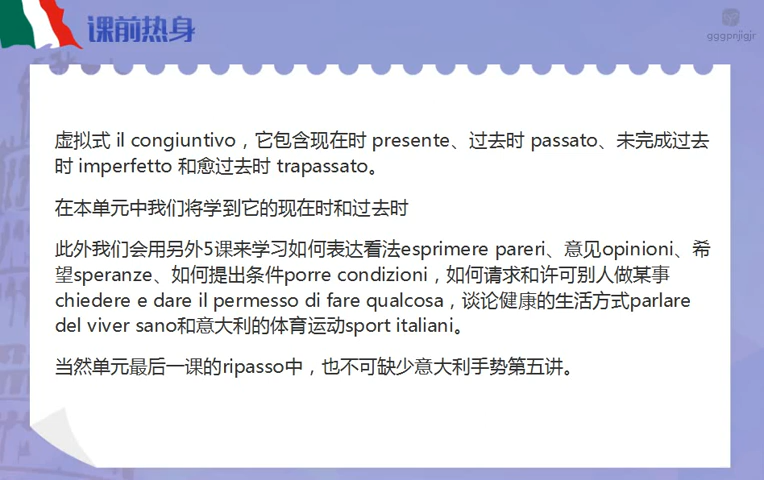 课前热身
gggpnjigjr
虚拟式 il congiuntivo，它包含现在时 presente、过去时 passato、未完成过去
时 imperfetto 和愈过去时 trapassato。
在本单元中我们将学到它的现在时和过去时
此外我们会用另外5课来学习如何表达看法esprimere pareri、意见opinioni、希
望speranze、如何提出条件porre condizioni，如何请求和许可别人做某事
chiedere e dare il permesso di fare qualcosa，谈论健康的生活方式parlare
del viver sano和意大利的体育运动sport italiani。
当然单元最后一课的ripasso中，也不可缺少意大利手势第五讲。